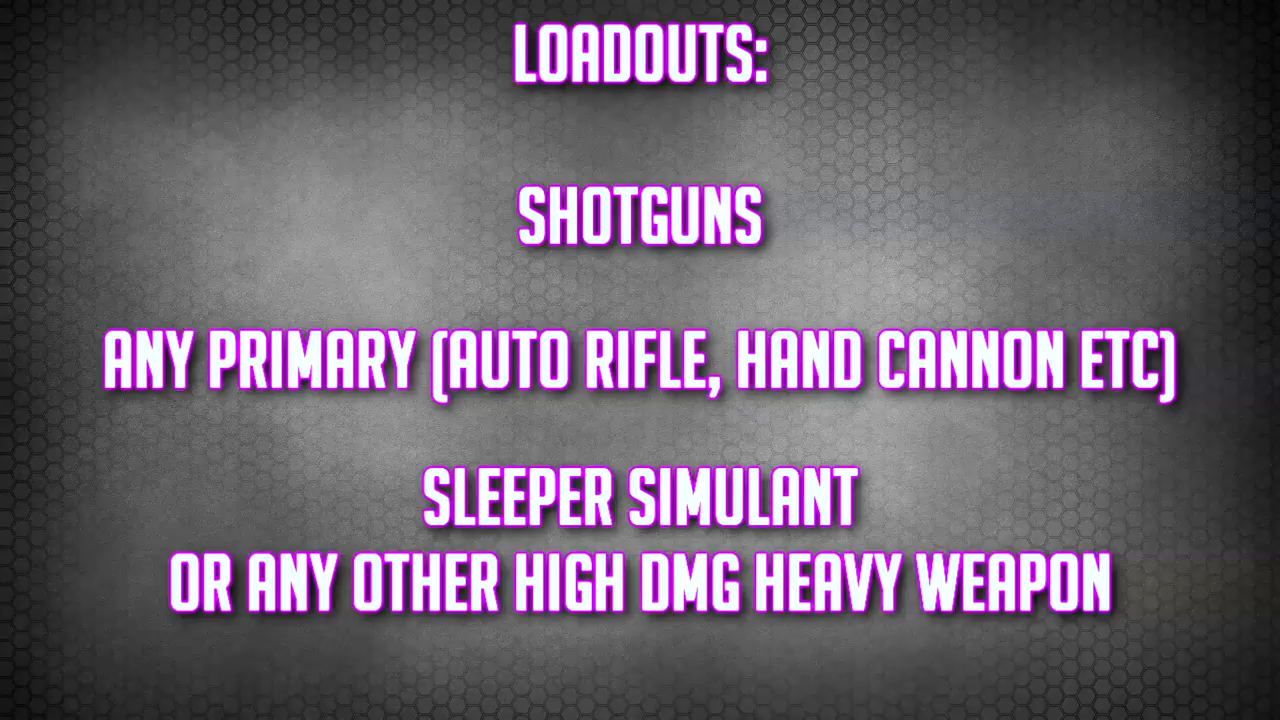 LOADOUTS:
SHOTGUNS
ANY PRIMARY (AUTO RIFLE, HAND CANNON ETC)
SLEEPER SIMULANT
OR ANY OTHER HIGH DMG HEAVY WEAPON